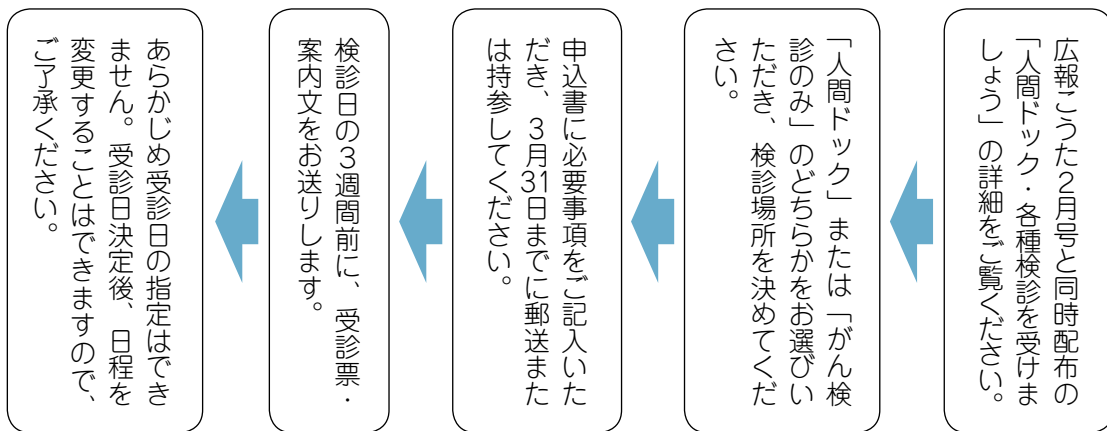 広報こうた2月号と同時配布の
「人間ドック・各種検診を受けま
しょう」の詳細をご覧ください。
「人間ドック」または「がん検
診のみ」のどちらかをお選びい
ただき、検診場所を決めてくだ
さい。
申込書に必要事項をご記入いた
だき、3月31日までに郵送また
は持参してください。
検診日の3週間前に、受診票・
案内文をお送りします。
あらかじめ受診日の指定はでき
ません。受診日決定後、日程を
変更することはできますので、
ご了承ください。